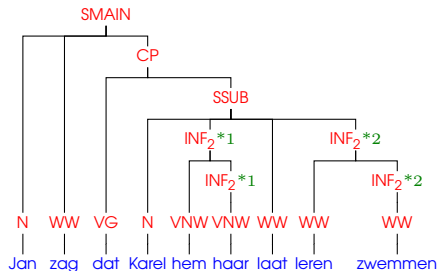 SMAIN
CP
SSUB
INF₂*1 INF₂*2
INF₂*1 INF₂*2
N WW VG N VNW VNW WW WW WW
Jan zag dat Karel hem haar laat leren zwemmen